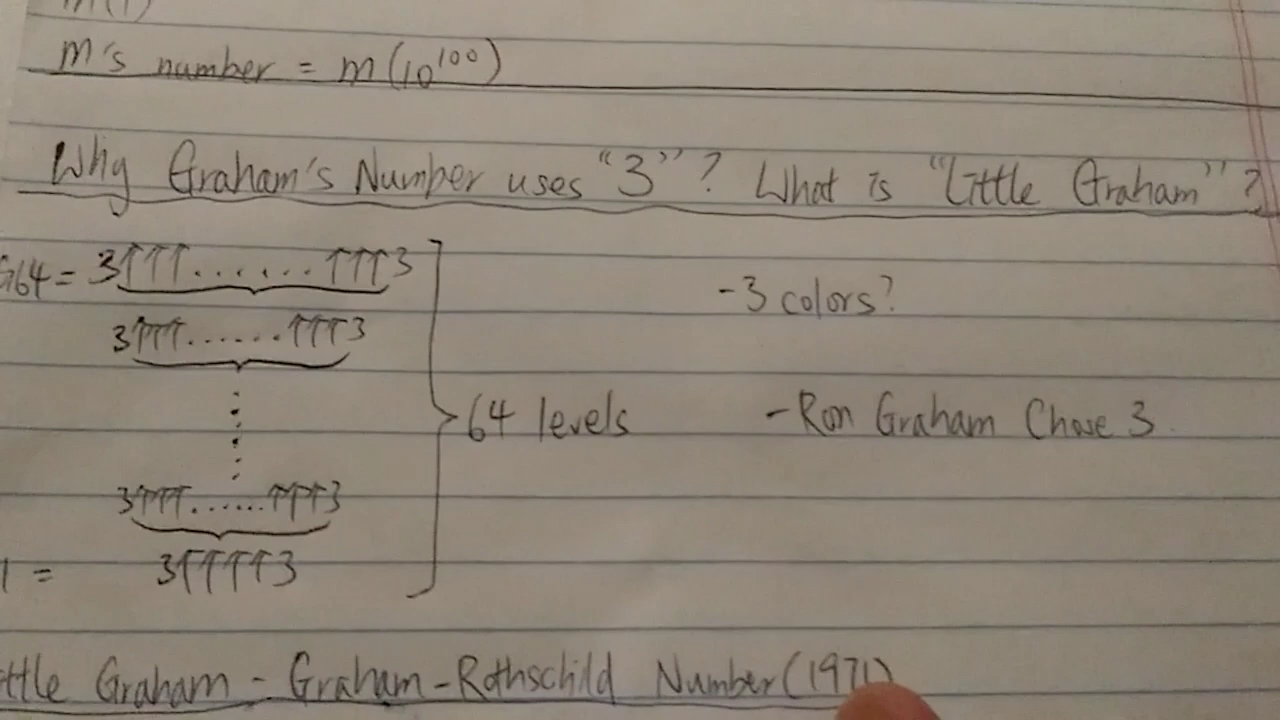 m's number = m(10^100)
Why Graham's Number uses "3"? What is "Little Graham"?
G64 = 3↑↑↑.......↑↑↑3
-3 colors?
3↑↑↑......↑↑↑3
64 levels
-Ron Graham Chose 3
3↑↑↑......↑↑↑3
1 = 3↑↑↑↑3
ttle Graham - Graham-Rothschild Number (1971)